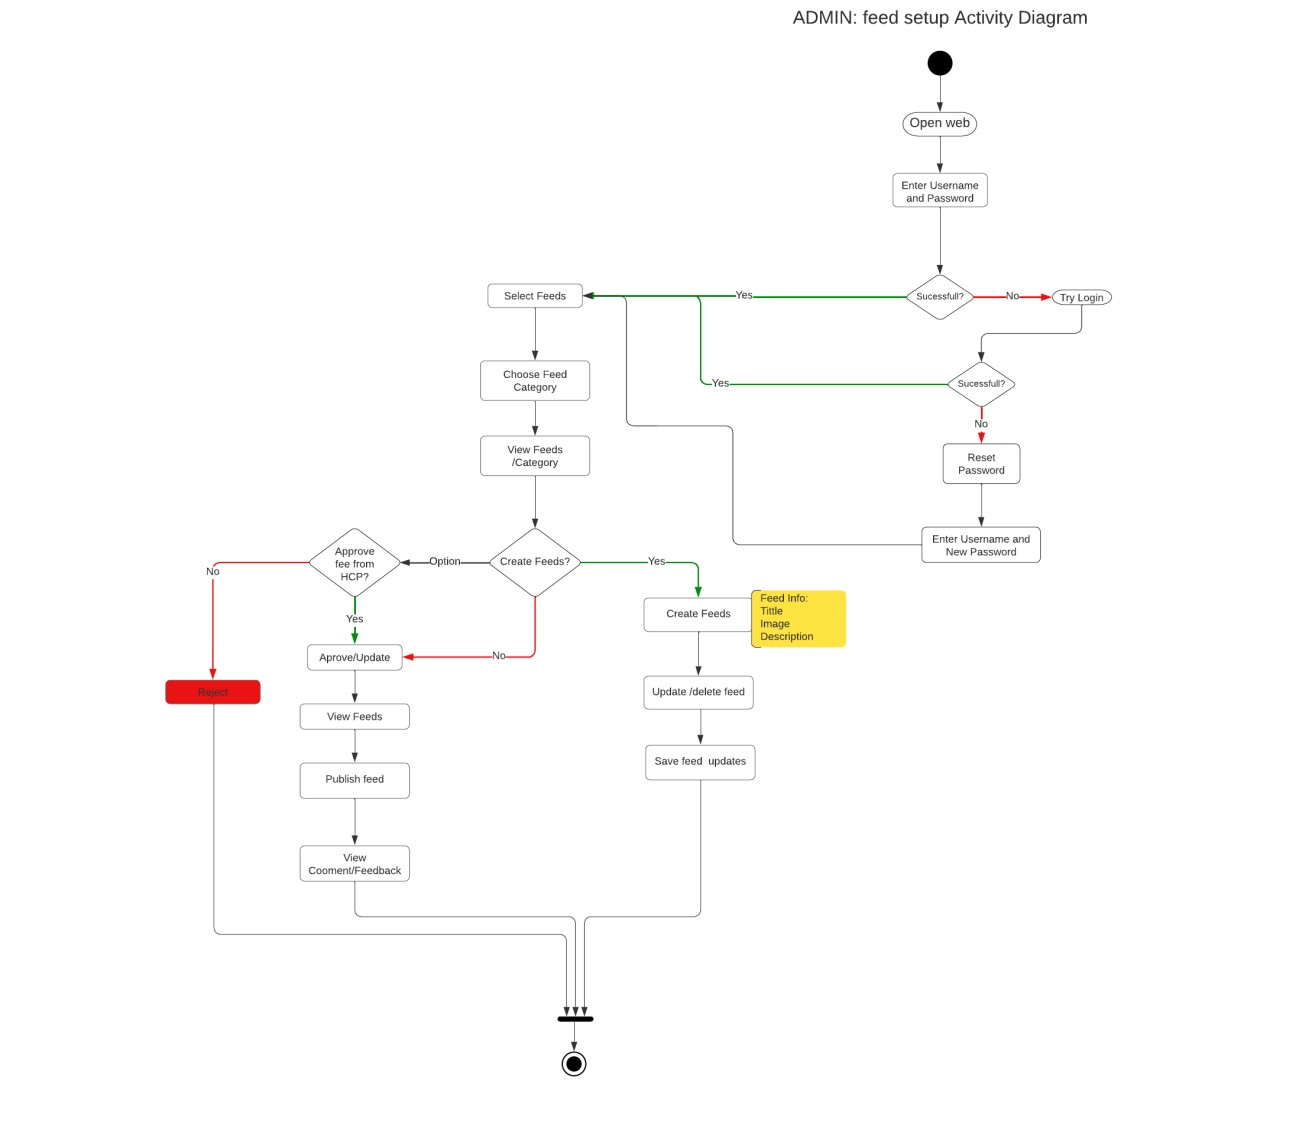 ADMIN: feed setup Activity Diagram
Open web
Enter Username
and Password
Sucessfull?
Yes
No
Try Login
Select Feeds
Sucessfull?
Yes
No
Choose Feed
Category
View Feeds
/Category
Reset
Password
Enter Username and
New Password
Create Feeds?
Option
Yes
No
Approve
fee from
HCP?
No
Yes
Create Feeds
Feed Info:
Tittle
Image
Description
Aprove/Update
Reject
Update /delete feed
View Feeds
Save feed  updates
Publish feed
View
Cooment/Feedback